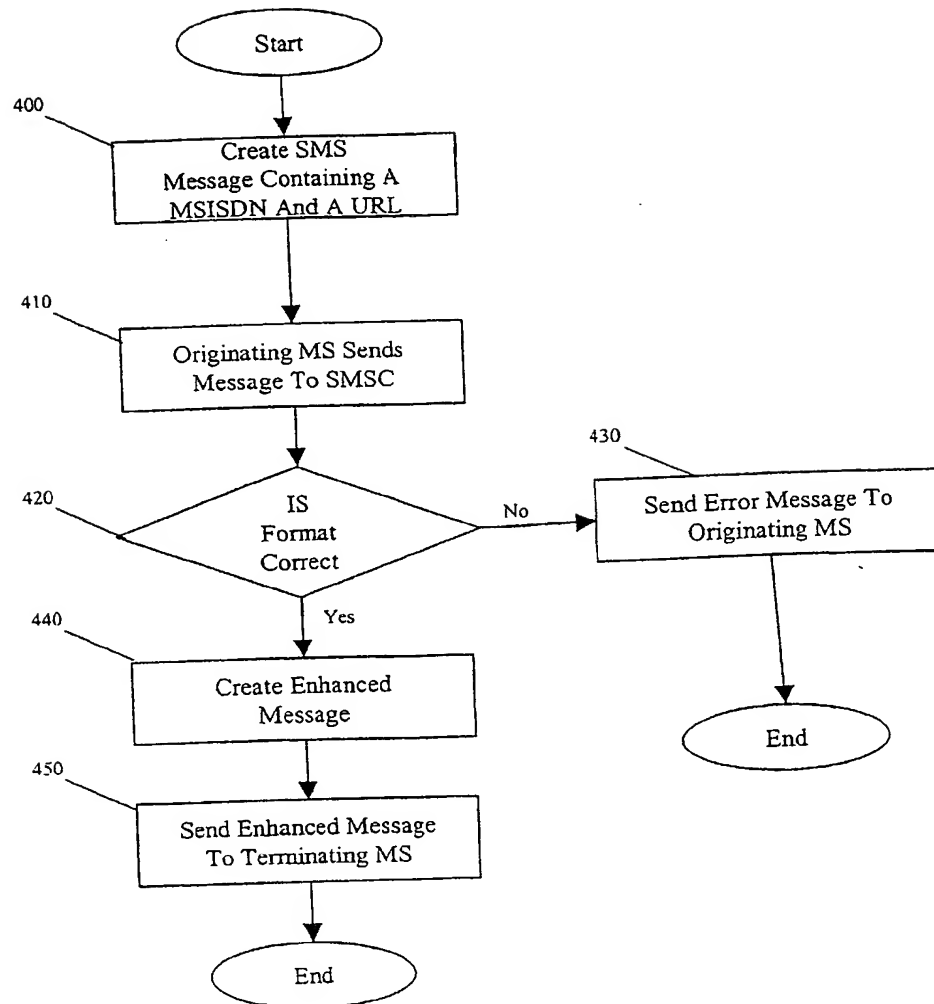 Start
400
Create SMS
Message Containing A
MSISDN And A URL
410
Originating MS Sends
Message To SMSC
420
IS
Format
Correct
No
430
Send Error Message To
Originating MS
End
Yes
440
Create Enhanced
Message
450
Send Enhanced Message
To Terminating MS
End